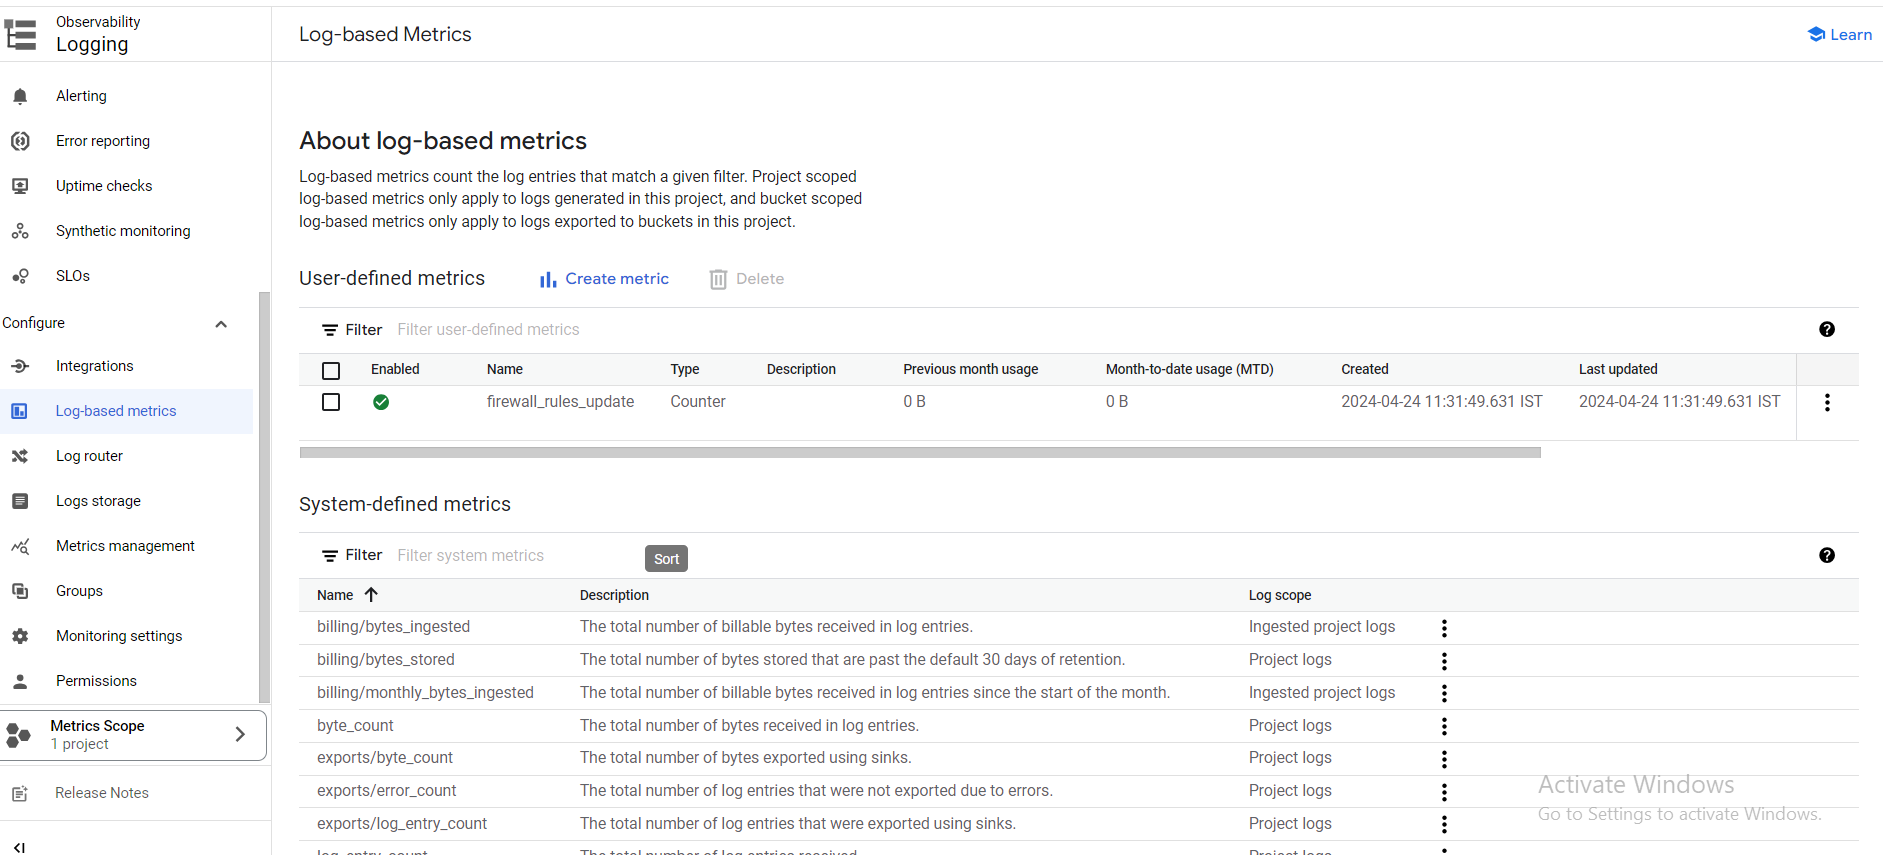 Observability
Logging
Log-based Metrics
Learn
Alerting
Error reporting
Uptime checks
Synthetic monitoring
SLOs
Configure
Integrations
Log-based metrics
Log router
Logs storage
Metrics management
Groups
Monitoring settings
Permissions
Metrics Scope
1 project
Release Notes
About log-based metrics
Log-based metrics count the log entries that match a given filter. Project scoped
log-based metrics only apply to logs generated in this project, and bucket scoped
log-based metrics only apply to logs exported to buckets in this project.
User-defined metrics Create metric Delete
Filter Filter user-defined metrics
Enabled Name Type Description Previous month usage Month-to-date usage (MTD) Created Last updated
firewall_rules_update Counter 0 B 0 B 2024-04-24 11:31:49.631 IST 2024-04-24 11:31:49.631 IST
System-defined metrics
Filter Filter system metrics
Sort
Name Description Log scope
billing/bytes_ingested The total number of billable bytes received in log entries. Ingested project logs
billing/bytes_stored The total number of bytes stored that are past the default 30 days of retention. Project logs
billing/monthly_bytes_ingested The total number of billable bytes received in log entries since the start of the month. Ingested project logs
byte_count The total number of bytes received in log entries. Project logs
exports/byte_count The total number of bytes exported using sinks. Project logs
exports/error_count The total number of log entries that were not exported due to errors. Project logs
exports/log_entry_count The total number of log entries that were exported using sinks. Project logs
log_entry_count The total number of log entries received. Project logs
Activate Windows
Go to Settings to activate Windows.